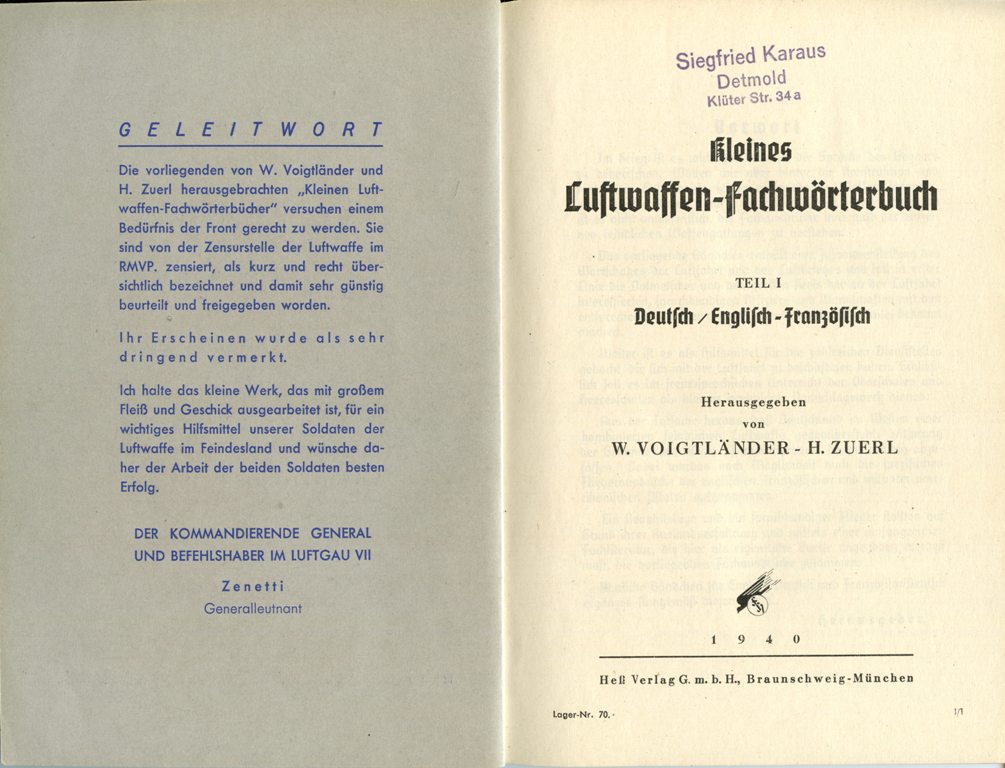 GELEITWORT
Die vorliegenden von W. Voigtländer und
H. Zuerl herausgebrachten „Kleinen Luft-
waffen-Fachwörterbücher“ versuchen einem
Bedürfnis der Front gerecht zu werden. Sie
sind von der Zensurstelle der Luftwaffe im
RMVP. zensiert, als kurz und recht über-
sichtlich bezeichnet und damit sehr günstig
beurteilt und freigegeben worden.
Ihr Erscheinen wurde als sehr
dringend vermerkt.
Ich halte das kleine Werk, das mit großem
Fleiß und Geschick ausgearbeitet ist, für ein
wichtiges Hilfsmittel unserer Soldaten der
Luftwaffe im Feindesland und wünsche da-
her der Arbeit der beiden Soldaten besten
Erfolg.
DER KOMMANDIERENDE GENERAL
UND BEFEHLSHABER IM LUFTGAU VII
Zenetti
Generalleutnant
Siegfried Karaus
Detmold
Klüter Str. 34a
Kleines
Luftwaffen-Fachwörterbuch
TEIL I
Deutſch / Engliſch-Franzöſiſch
Herausgegeben
von
W. VOIGTLÄNDER - H. ZUERL
1940
Heß Verlag G. m. b. H., Braunschweig-München
Lager-Nr. 70.
1/1